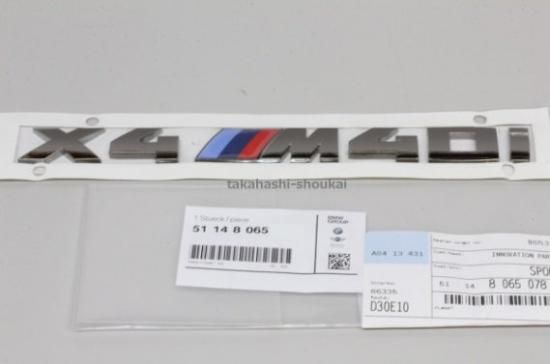 X4 M40i
takahashi-shoukai
1 Stueck / piece
51 14 8 065
BMW
GROUP
A04 13 431
INNOVATION PAR
SPO
51 14 8 065 078
66336
D30E10